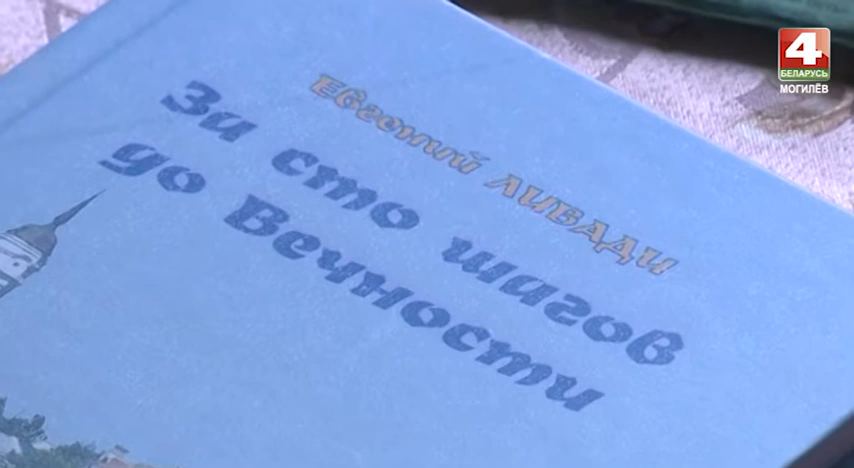 Евгений ЛИВАДИ
За сто шагов
до Вечности
4
БЕЛАРУСЬ
МОГИЛЁВ